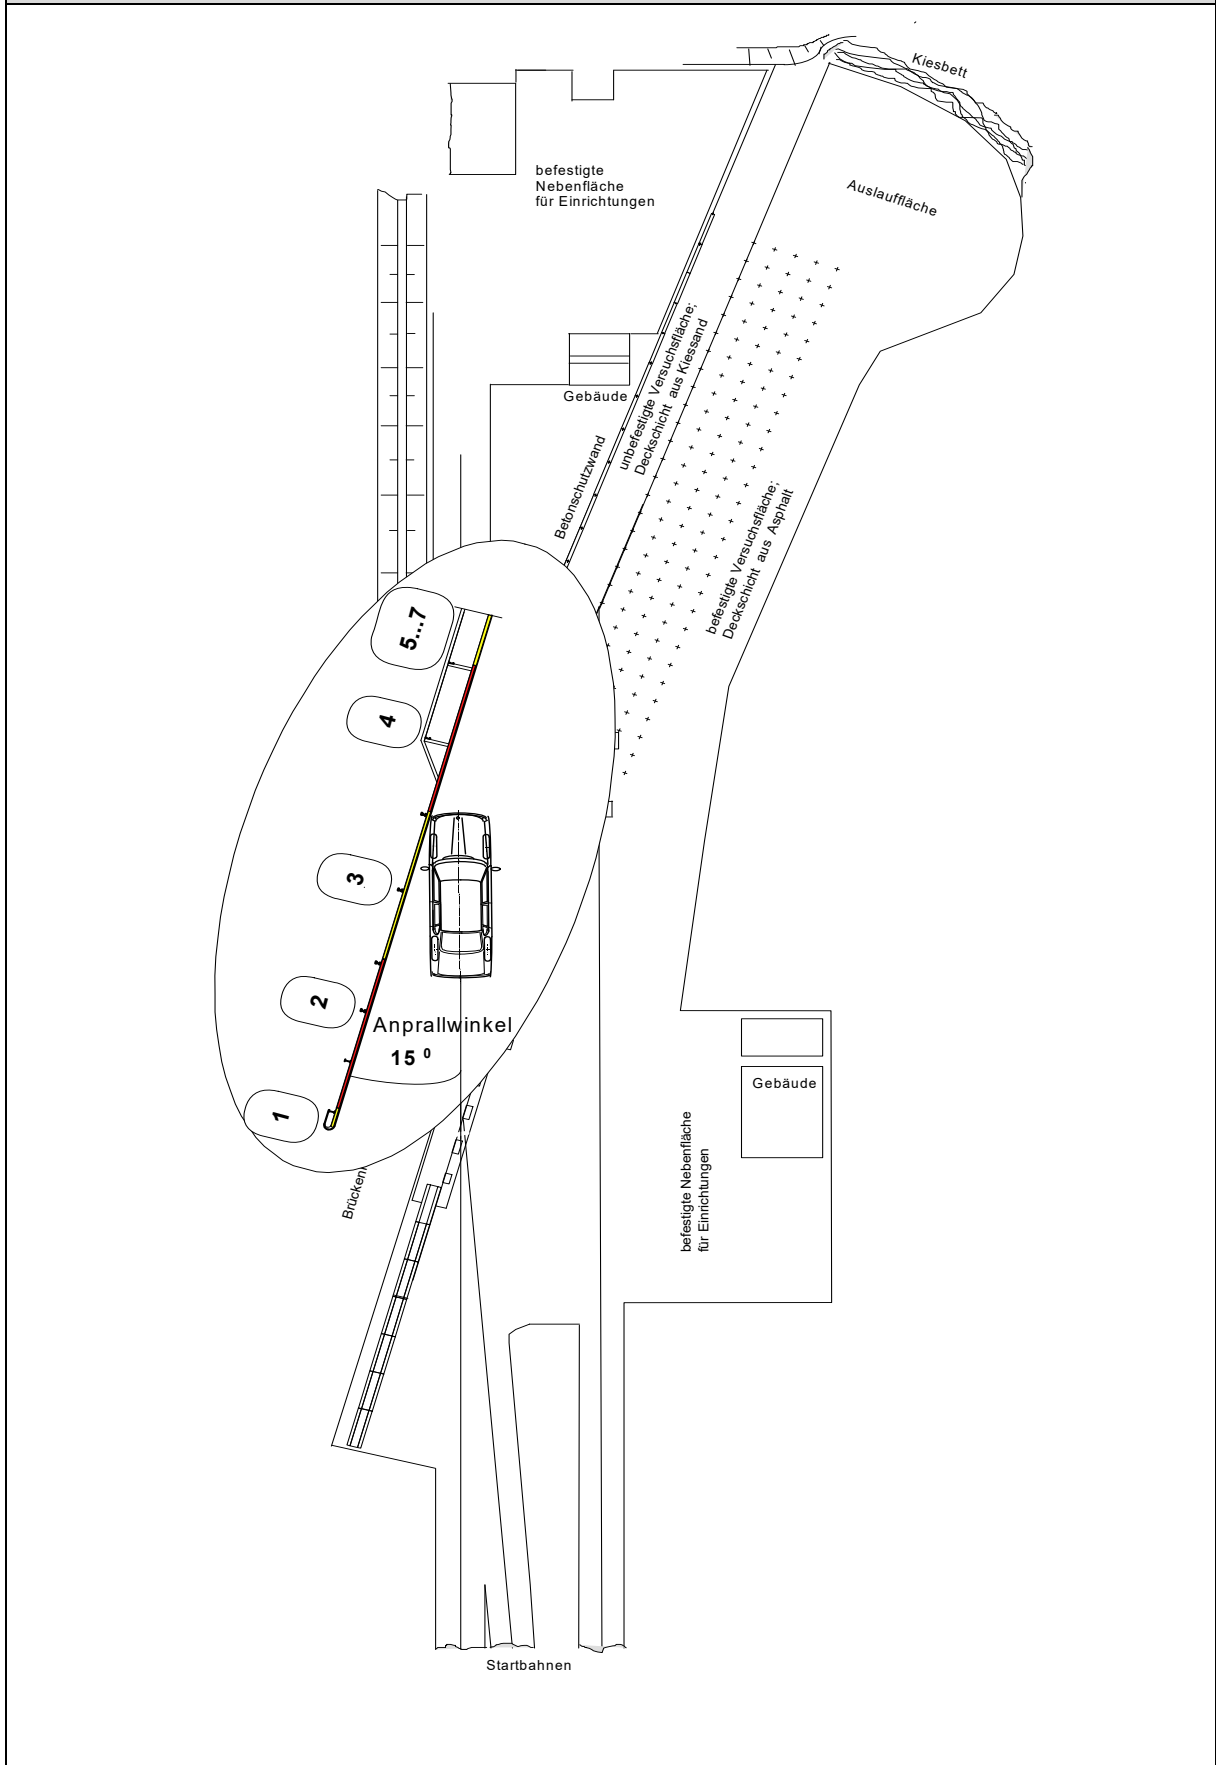 Kiesbett
befestigte
Nebenfläche
für Einrichtungen
Auslauffläche
unbefestigte Versuchsfläche;
Deckschicht aus Kiessand
Gebäude
Betonschutzwand
befestigte Versuchsfläche;
Deckschicht aus Asphalt
5...7
4
3
2
Anprallwinkel
15 0
1
Gebäude
befestigte Nebenfläche
für Einrichtungen
Brücken
Startbahnen